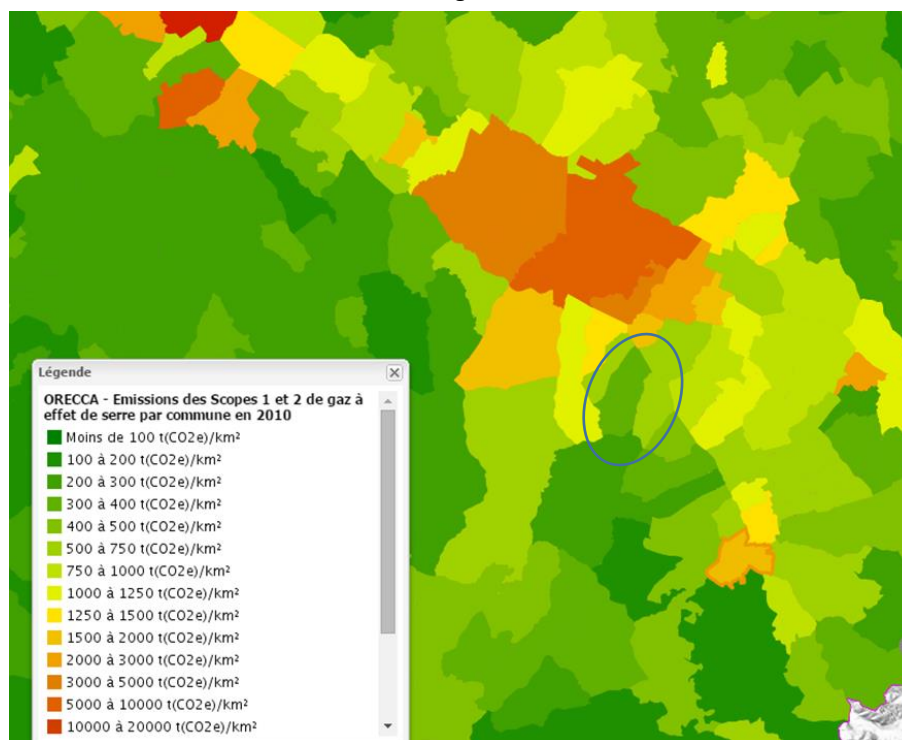 Légende
ORECCA - Emissions des Scopes 1 et 2 de gaz à
effet de serre par commune en 2010
Moins de 100 t(CO2e)/km²
100 à 200 t(CO2e)/km²
200 à 300 t(CO2e)/km²
300 à 400 t(CO2e)/km²
400 à 500 t(CO2e)/km²
500 à 750 t(CO2e)/km²
750 à 1000 t(CO2e)/km²
1000 à 1250 t(CO2e)/km²
1250 à 1500 t(CO2e)/km²
1500 à 2000 t(CO2e)/km²
2000 à 3000 t(CO2e)/km²
3000 à 5000 t(CO2e)/km²
5000 à 10000 t(CO2e)/km²
10000 à 20000 t(CO2e)/km²